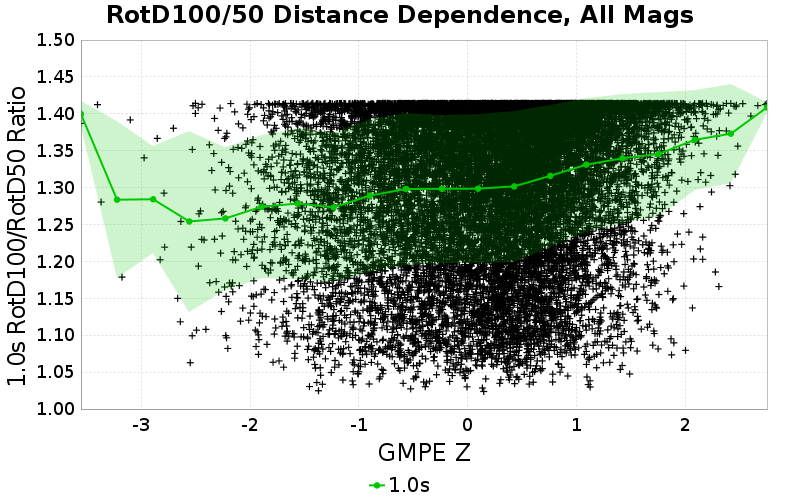 RotD100/50 Distance Dependence, All Mags
1.0s RotD100/RotD50 Ratio
1.50
1.45
1.40
1.35
1.30
1.25
1.20
1.15
1.10
1.05
1.00
-3 -2 -1 0 1 2
GMPE Z
1.0s